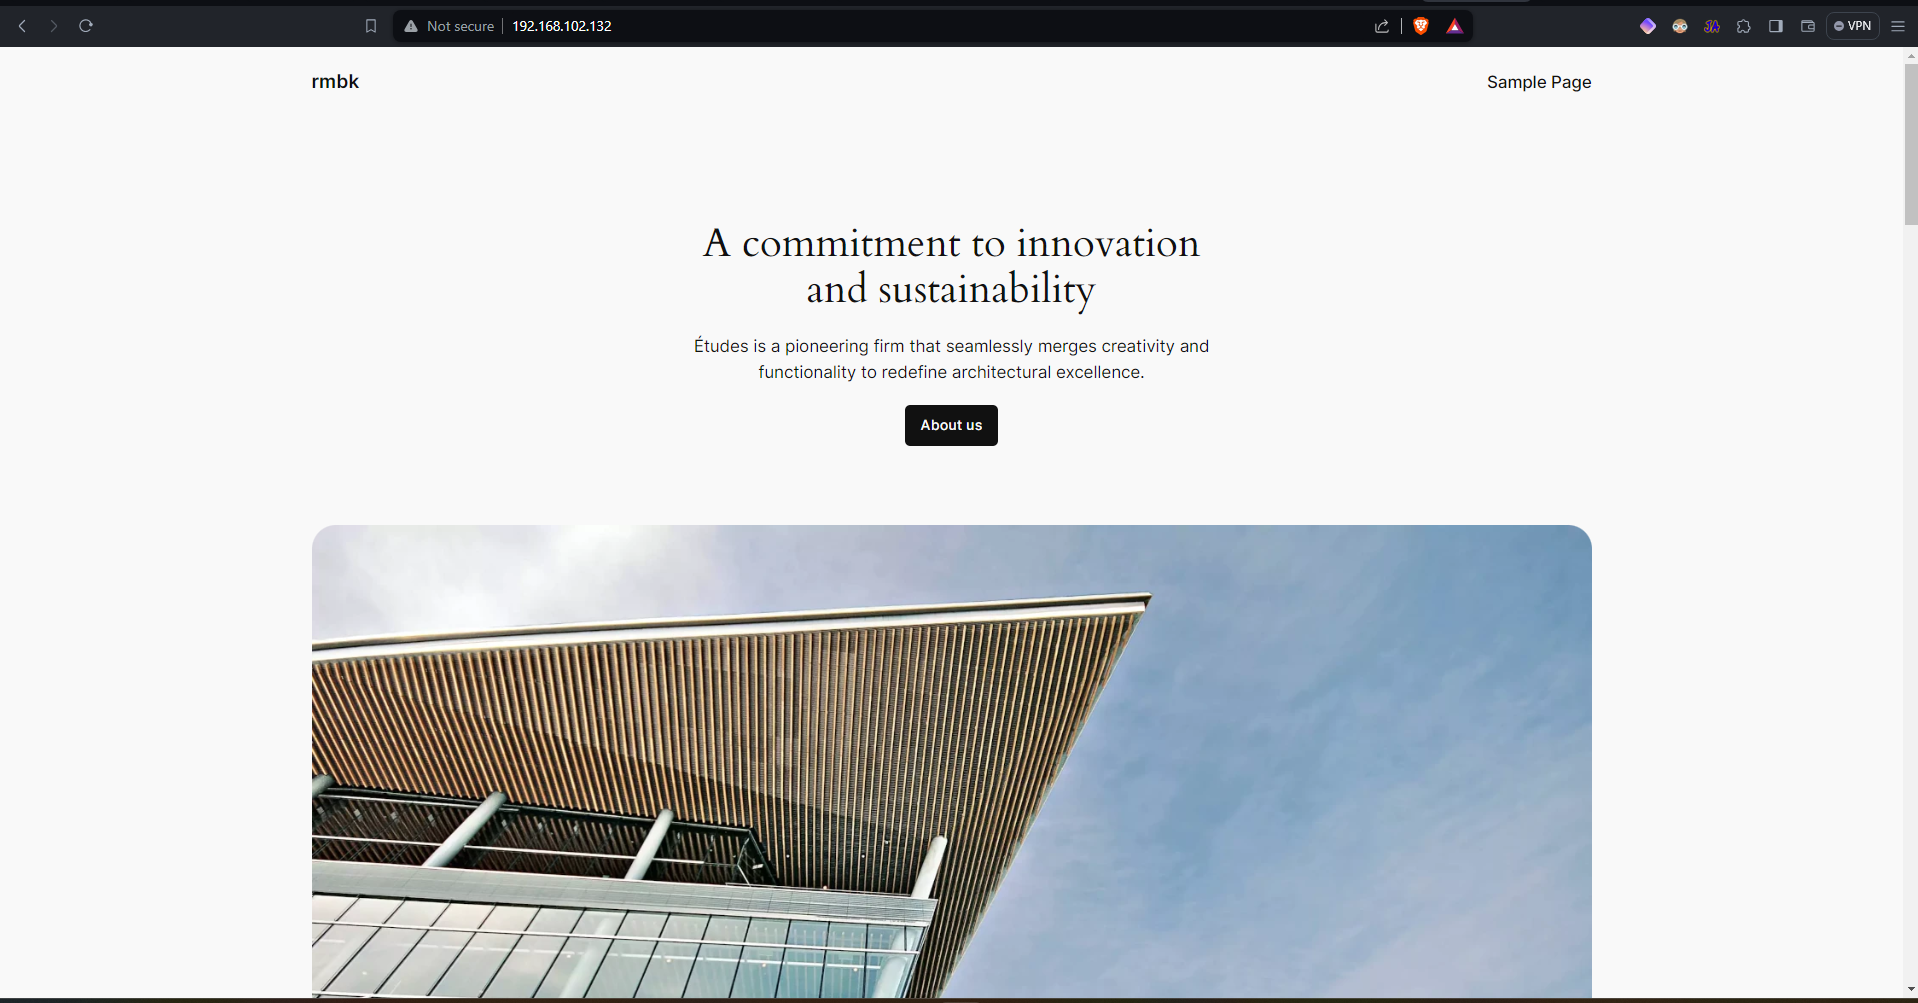 Not secure 192.168.102.132
VPN
rmbk
Sample Page
A commitment to innovation
and sustainability
Études is a pioneering firm that seamlessly merges creativity and
functionality to redefine architectural excellence.
About us